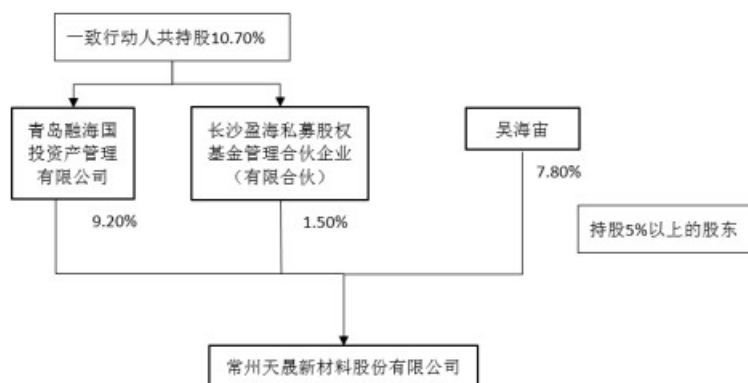 一致行动人共持股10.70%
青岛融海国
投资产管理
有限公司
长沙盈海私募股权
基金管理合伙企业
（有限合伙）
吴海宙
9.20%
1.50%
7.80%
持股5%以上的股东
常州天晟新材料股份有限公司